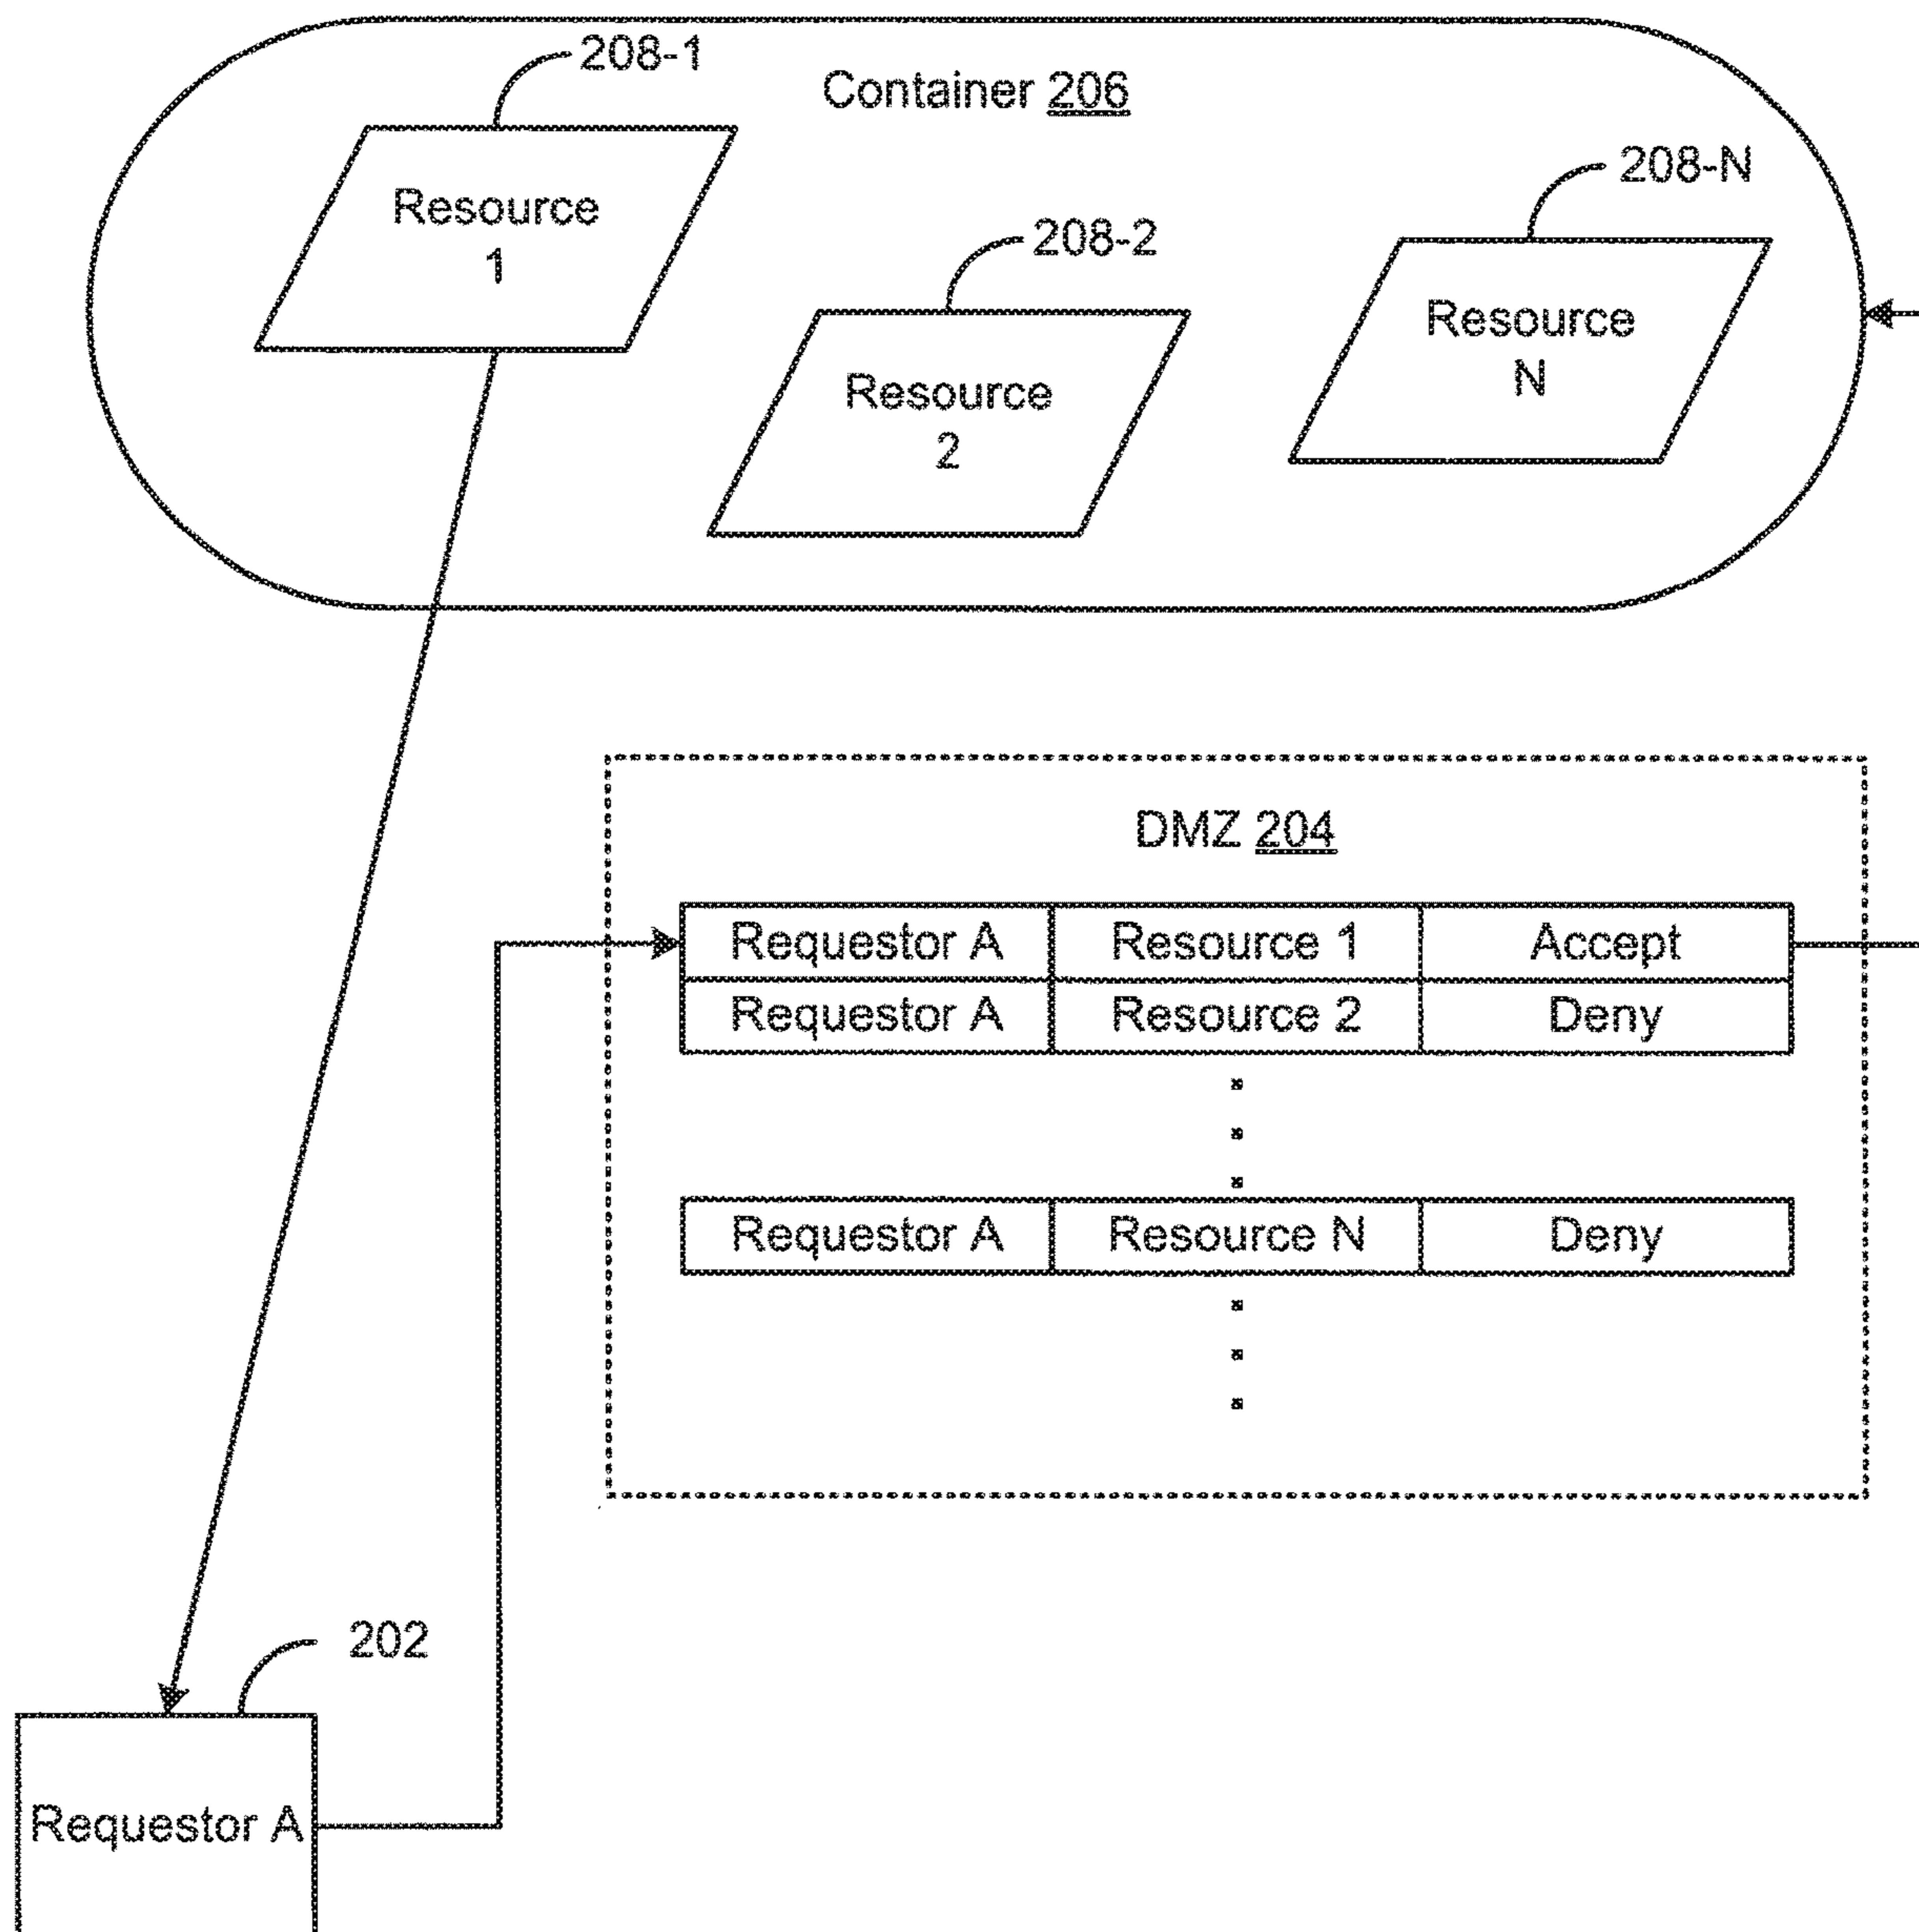 208-1
Container 206
208-N
Resource
1
208-2
Resource
N
Resource
2
DMZ 204
Requestor A Resource 1 Accept
Requestor A Resource 2 Deny
Requestor A Resource N Deny
202
Requestor A